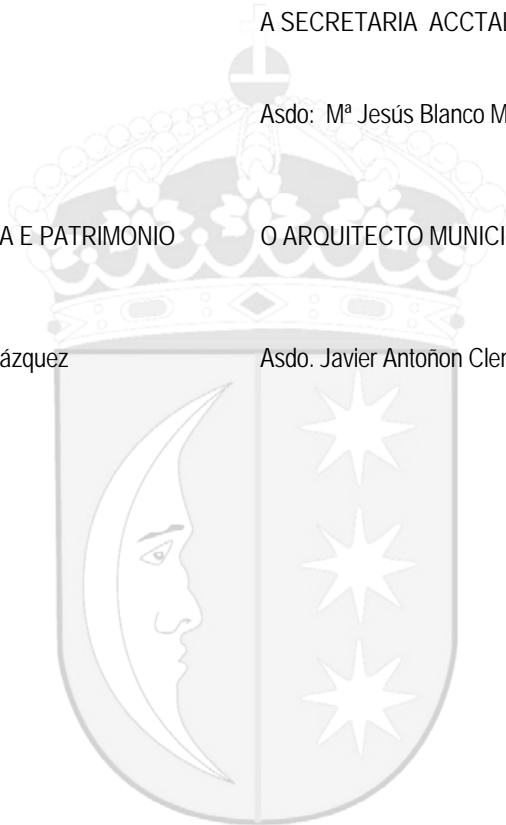 A SECRETARIA ACCTAL
Asdo: Mª Jesús Blanco M
A E PATRIMONIO O ARQUITECTO MUNICI
ázquez Asdo. Javier Antoñon Cler